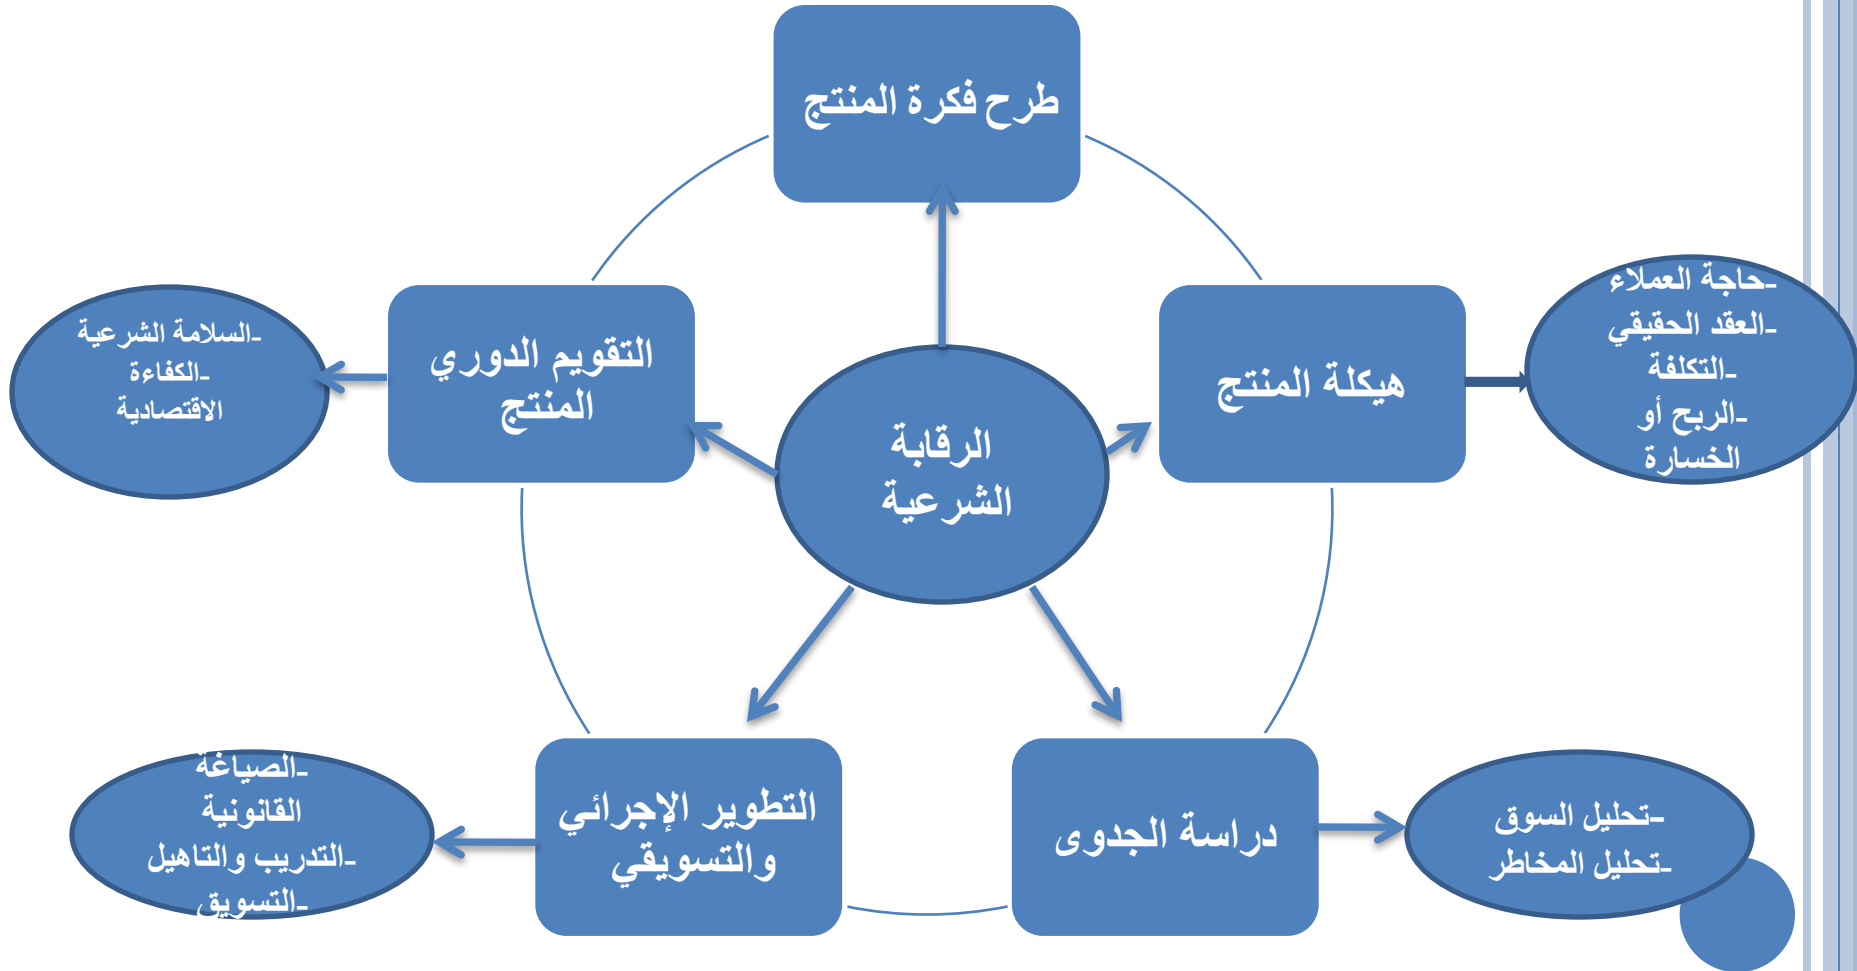 طرح فكرة المنتج
هيكلة المنتج
-حاجة العملاء
-العقد الحقيقي
-التكلفة
-الربح أو
الخسارة
دراسة الجدوى
-تحليل السوق
-تحليل المخاطر
التطوير الإجرائي
والتسويقي
-الصياغة
القانونية
-التدريب والتاهيل
-التسويق
التقويم الدوري
المنتج
-السلامة الشرعية
-الكفاءة
الاقتصادية
الرقابة
الشرعية